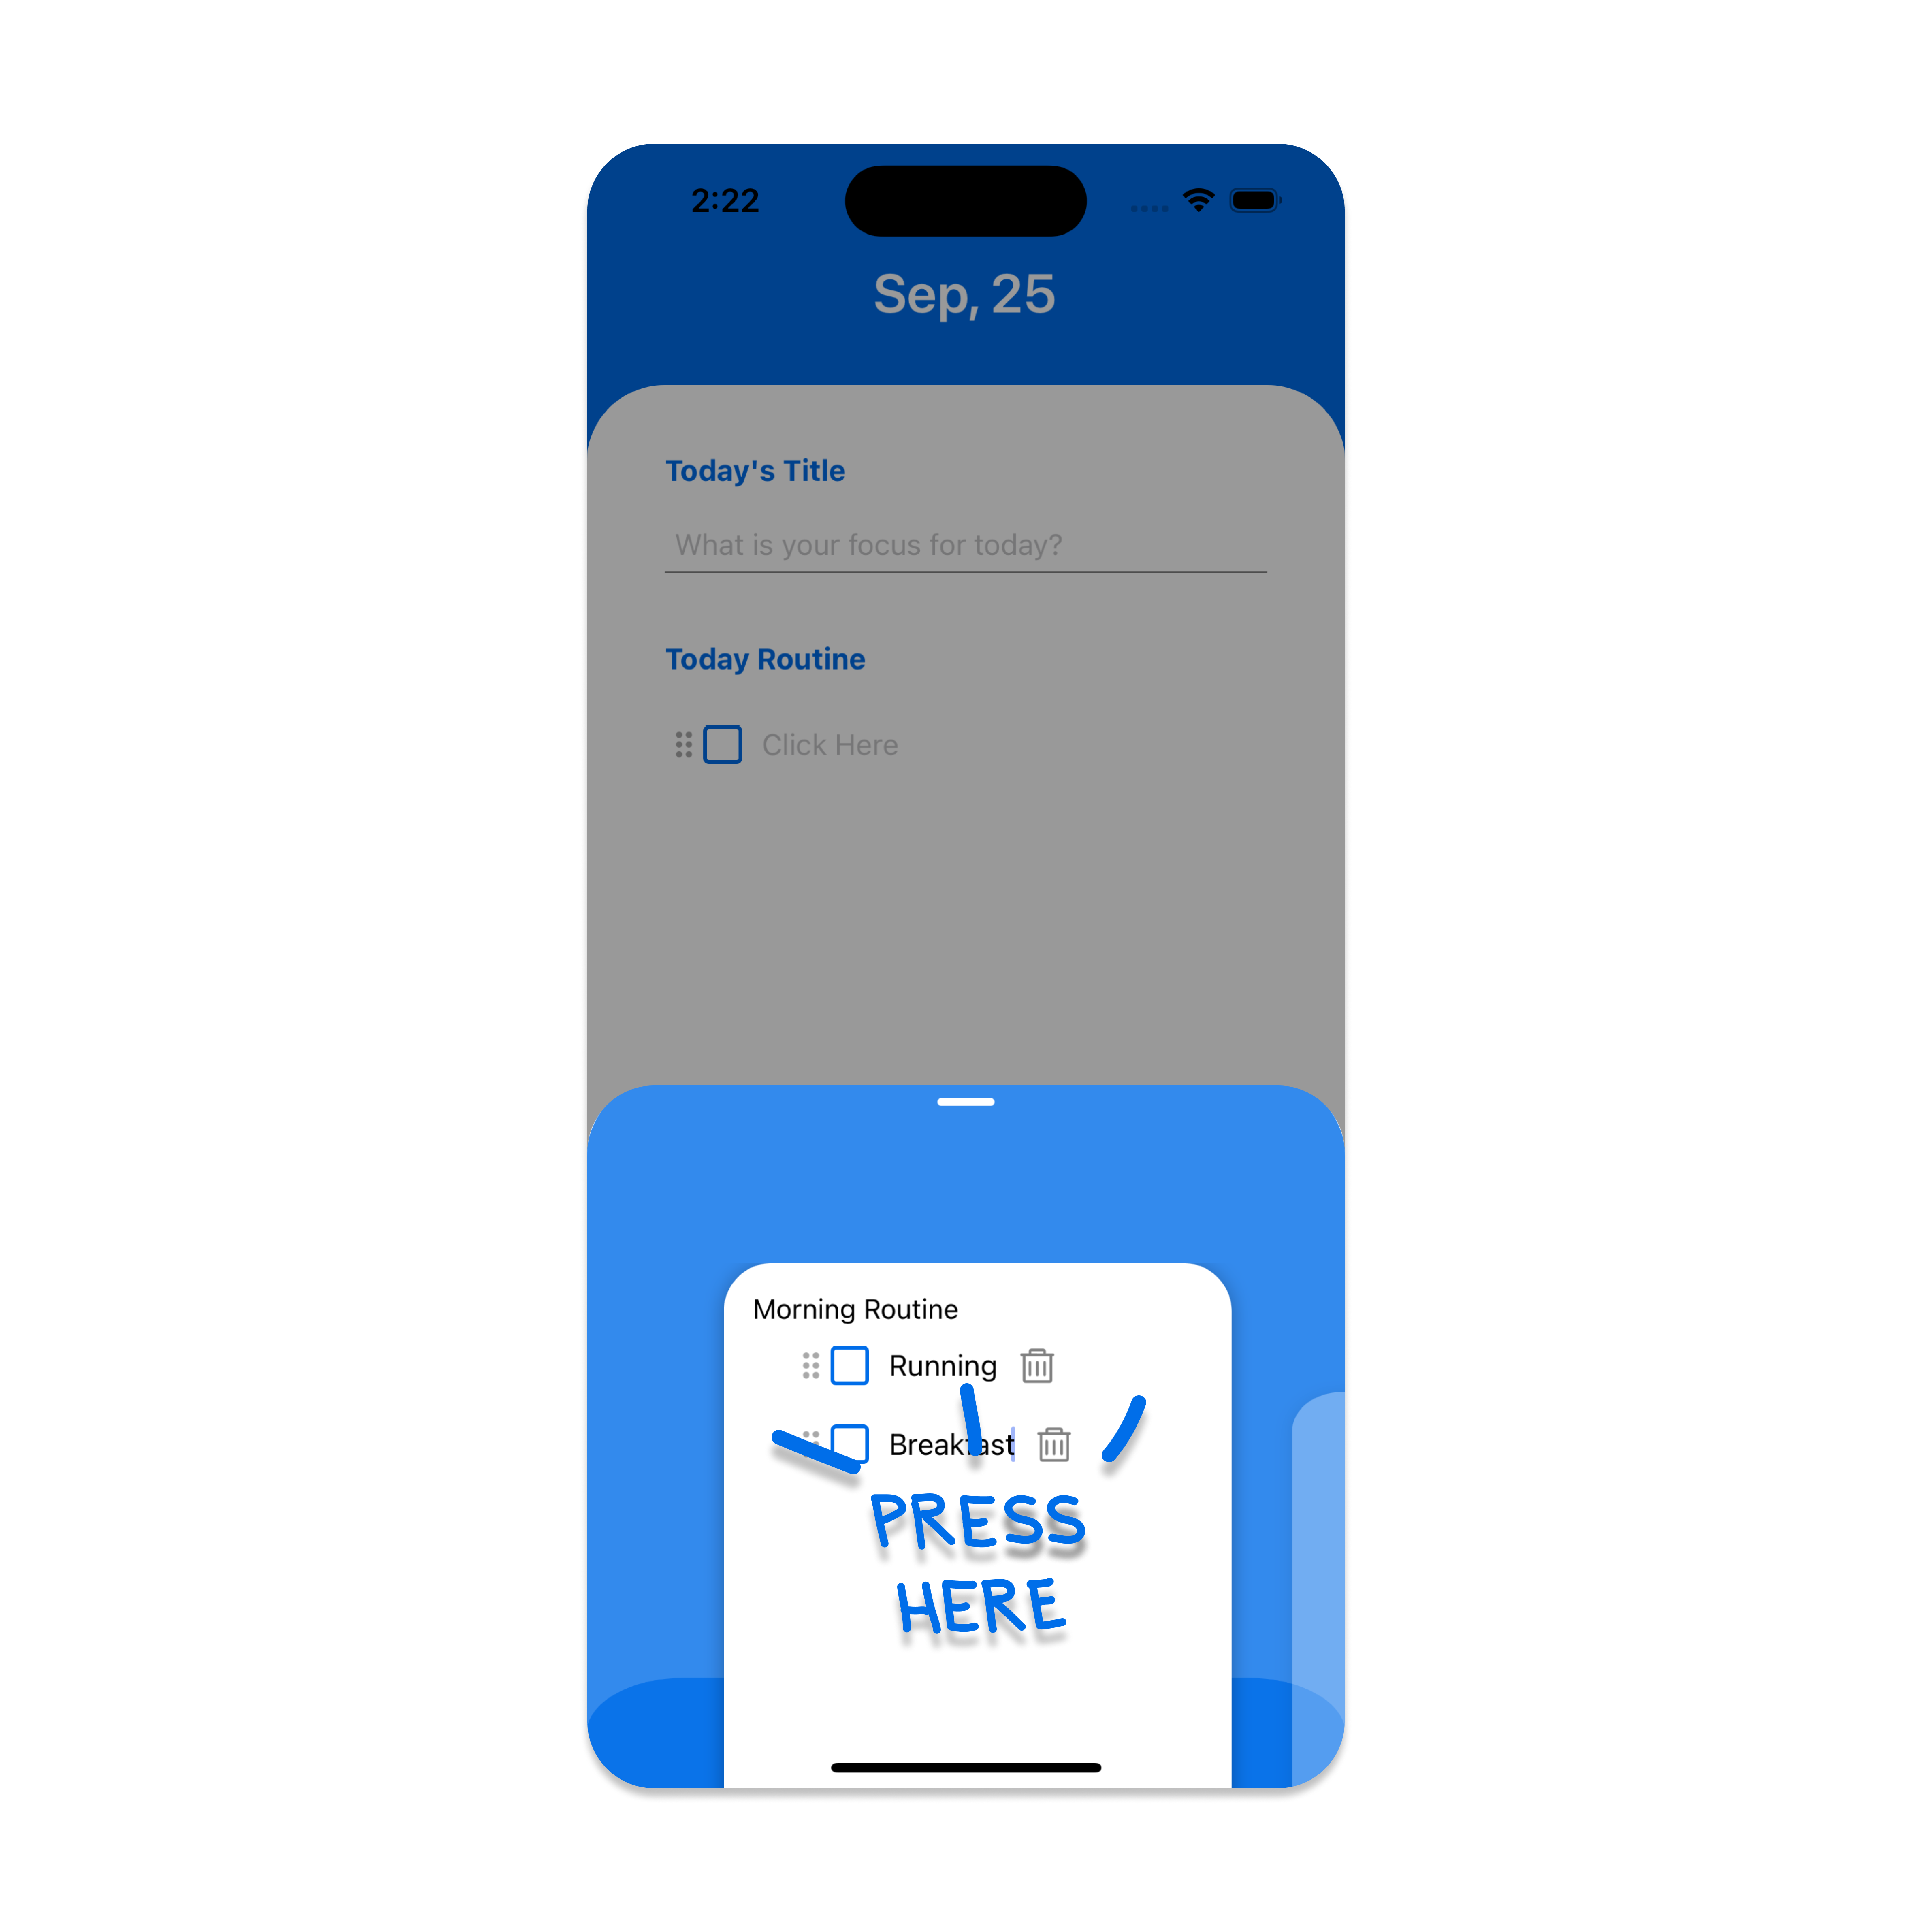 2:22
Sep, 25
Today's Title
What is your focus for today?
Today Routine
Click Here
Morning Routine
Running
Breakfast
PRESS
HERE